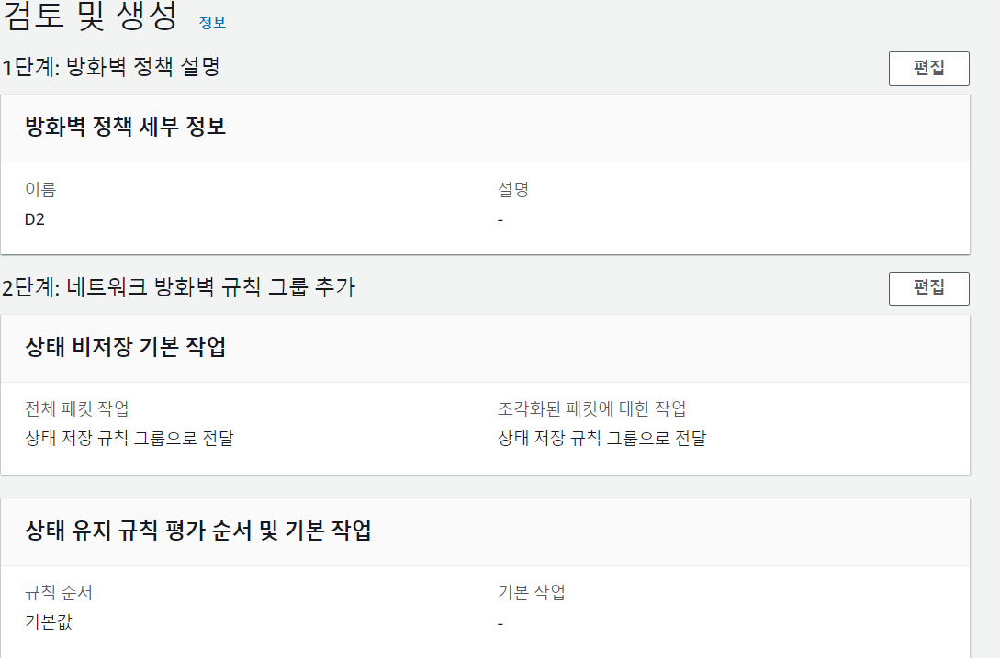 검토 및 생성 정보
1단계: 방화벽 정책 설명 편집
방화벽 정책 세부 정보
이름 설명
D2 -
2단계: 네트워크 방화벽 규칙 그룹 추가 편집
상태 비저장 기본 작업
전체 패킷 작업 조각화된 패킷에 대한 작업
상태 저장 규칙 그룹으로 전달 상태 저장 규칙 그룹으로 전달
상태 유지 규칙 평가 순서 및 기본 작업
규칙 순서 기본 작업
기본값 -